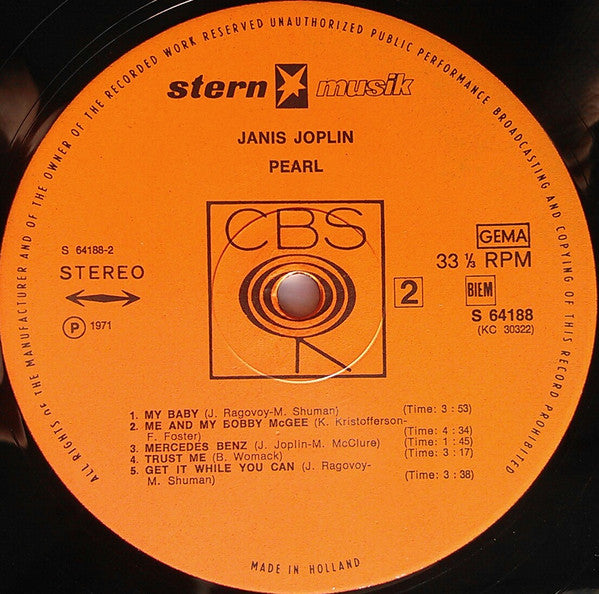 ALL RIGHTS OF THE MANUFACTURER AND OF THE OWNER OF THE RECORDED WORK RESERVED UNAUTHORIZED PUBLIC PERFORMANCE BROADCASTING AND COPYING OF THIS RECORD PROHIBITED
stern musik
JANIS JOPLIN
PEARL
CBS
S 64188-2
STEREO
P 1971
GEMA
33 ⅓ RPM
2
BIEM
S 64188
(KC 30322)
1. MY BABY (J. Ragovoy-M. Shuman) (Time: 3 : 53)
2. ME AND MY BOBBY McGEE (K. Kristofferson-
F. Foster) (Time: 4 : 34)
3. MERCEDES BENZ (J. Joplin-M. McClure) (Time: 1 : 45)
4. TRUST ME (B. Womack) (Time: 3 : 17)
5. GET IT WHILE YOU CAN (J. Ragovoy-
M. Shuman) (Time: 3 : 38)
MADE IN HOLLAND